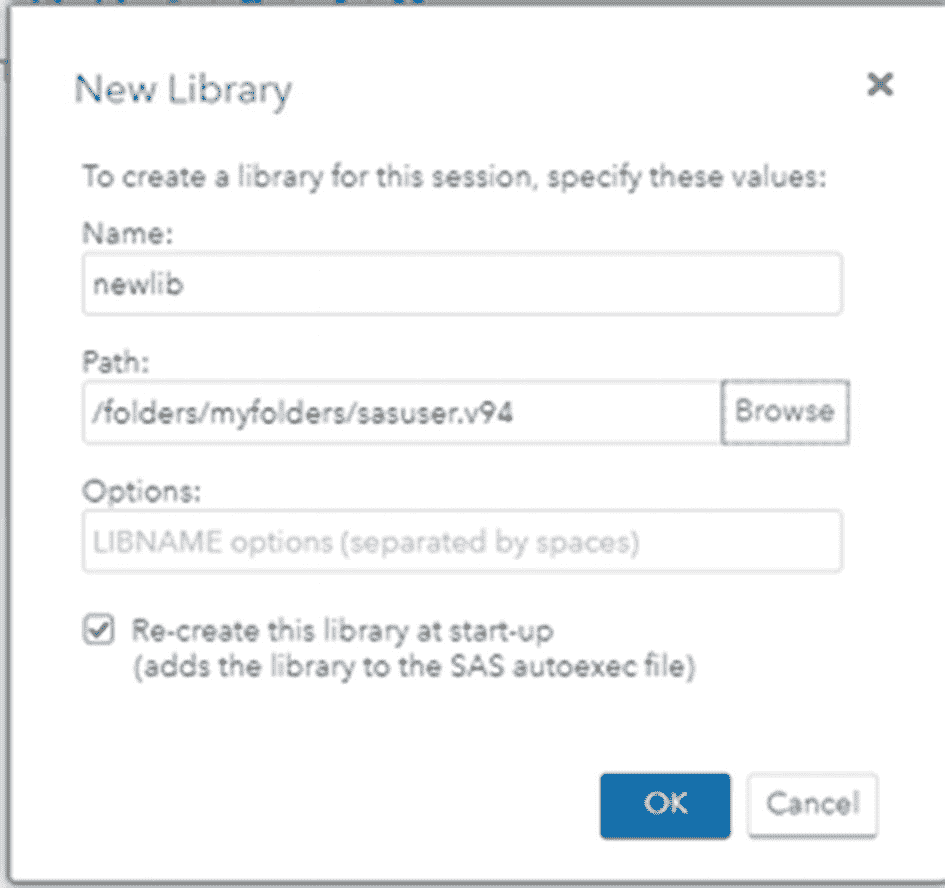 New Library
To create a library for this session, specify these values:
Name:
newlib
Path:
/folders/myfolders/sasuser.v94
Browse
Options:
LIBNAME options (separated by spaces)
Re-create this library at start-up
(adds the library to the SAS autoexec file)
OK
Cancel